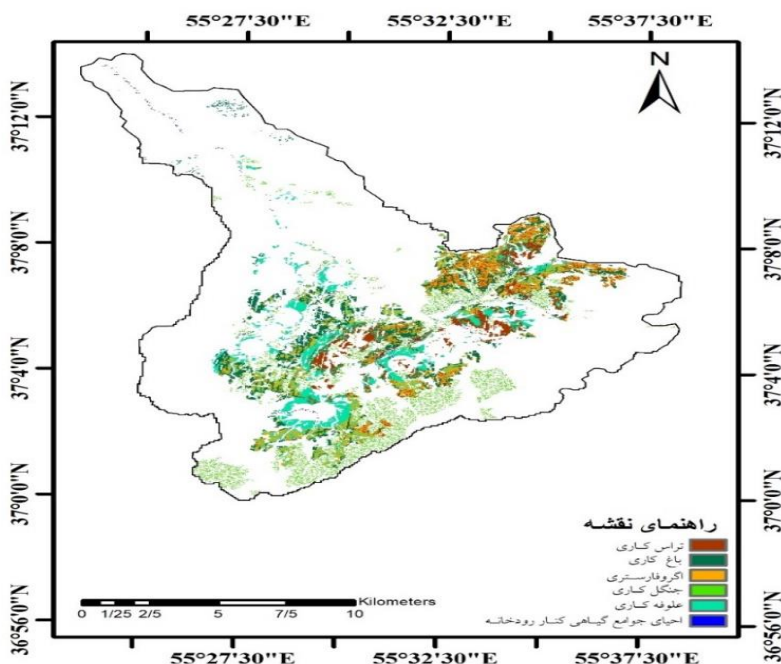 55°27'30"E 55°32'30"E 55°37'30"E
N
37°12'0"N 37°12'0"N
37°8'0"N 37°8'0"N
37°4'0"N 37°4'0"N
37°0'0"N 37°0'0"N
36°56'0"N 36°56'0"N
راهنمای نقشه
تراس کاری
باغ کاری
اگروفارستری
جنگل کاری
علوفه کاری
احیای جوامع گیاهی کنار رودخانه
Kilometers
0 1/25 2/5 5 7/5 10
55°27'30"E 55°32'30"E 55°37'30"E